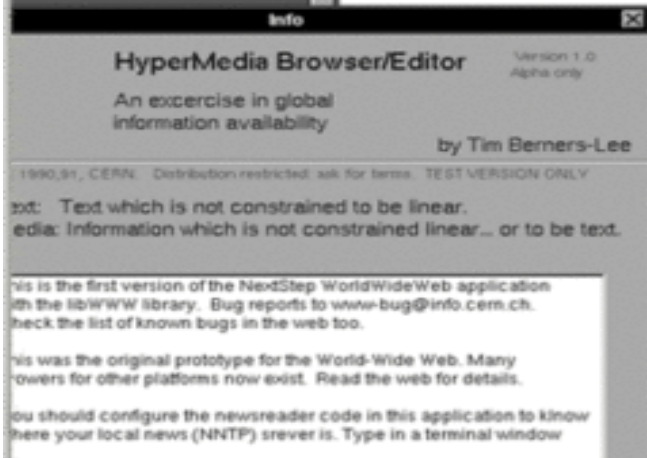 Info
HyperMedia Browser/Editor
Version 1.0
Alpha only
An excercise in global
information availability
by Tim Berners-Lee
1990,91, CERN. Distribution restricted: ask for terms. TEST VERSION ONLY
ext: Text which is not constrained to be linear.
edia: Information which is not constrained linear... or to be text.
his is the first version of the NextStep WorldWideWeb application
ith the libWWW library. Bug reports to www-bug@info.cern.ch.
heck the list of known bugs in the web too.
his was the original prototype for the World-Wide Web. Many
rowers for other platforms now exist. Read the web for details.
ou should configure the newsreader code in this application to klnow
here your local news (NNTP) srever is. Type in a terminal window